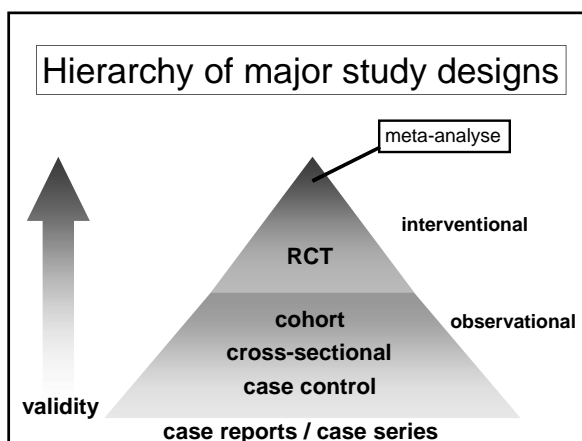 Hierarchy of major study designs
meta-analyse
interventional
RCT
cohort
observational
cross-sectional
case control
validity
case reports / case series